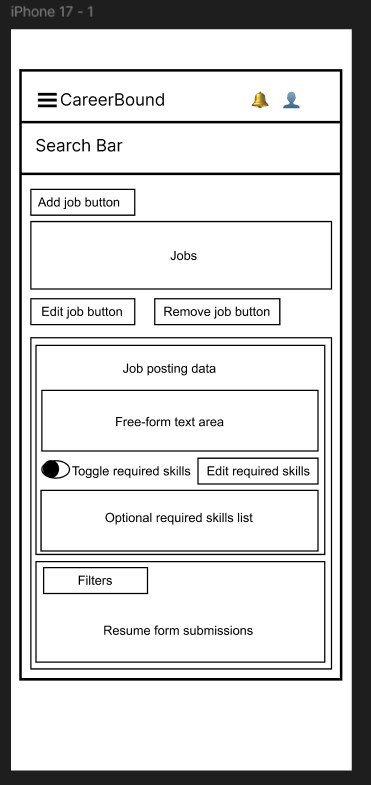 iPhone 17 - 1
CareerBound
Search Bar
Add job button
Jobs
Edit job button
Remove job button
Job posting data
Free-form text area
Toggle required skills
Edit required skills
Optional required skills list
Filters
Resume form submissions